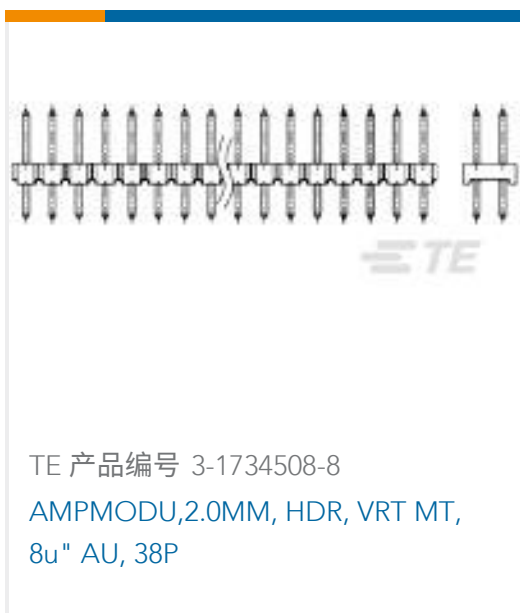 TE
TE 产品编号 3-1734508-8
AMPMODU,2.0MM, HDR, VRT MT,
8u" AU, 38P